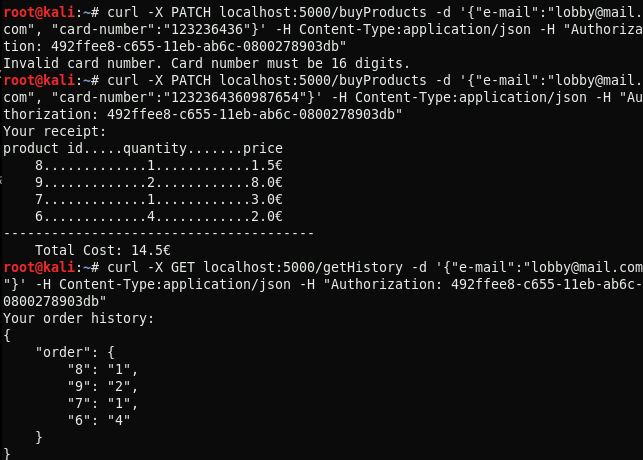 root@kali:~# curl -X PATCH localhost:5000/buyProducts -d '{"e-mail":"lobby@mail.
com", "card-number":"123236436"}' -H Content-Type:application/json -H "Authoriza
tion: 492ffee8-c655-11eb-ab6c-0800278903db"
Invalid card number. Card number must be 16 digits.
root@kali:~# curl -X PATCH localhost:5000/buyProducts -d '{"e-mail":"lobby@mail.
com", "card-number":"1232364360987654"}' -H Content-Type:application/json -H "Au
thorization: 492ffee8-c655-11eb-ab6c-0800278903db"
Your receipt:
product id.....quantity.......price
    8.............1............1.5€
    9.............2............8.0€
    7.............1............3.0€
    6.............4............2.0€
---------------------------------------
    Total Cost: 14.5€
root@kali:~# curl -X GET localhost:5000/getHistory -d '{"e-mail":"lobby@mail.com
"}' -H Content-Type:application/json -H "Authorization: 492ffee8-c655-11eb-ab6c-
0800278903db"
Your order history:
{
    "order": {
        "8": "1",
        "9": "2",
        "7": "1",
        "6": "4"
    }
}